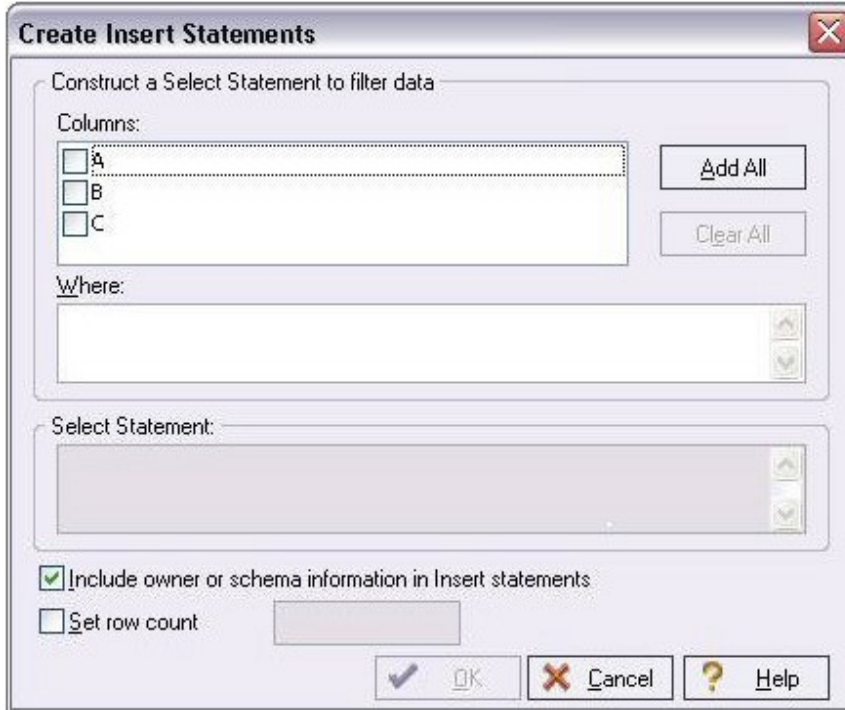 Create Insert Statements
Construct a Select Statement to filter data
Columns:
A
Add All
B
C
Clear All
Where:
Select Statement:
Include owner or schema information in Insert statements
Set row count
OK
Cancel
Help